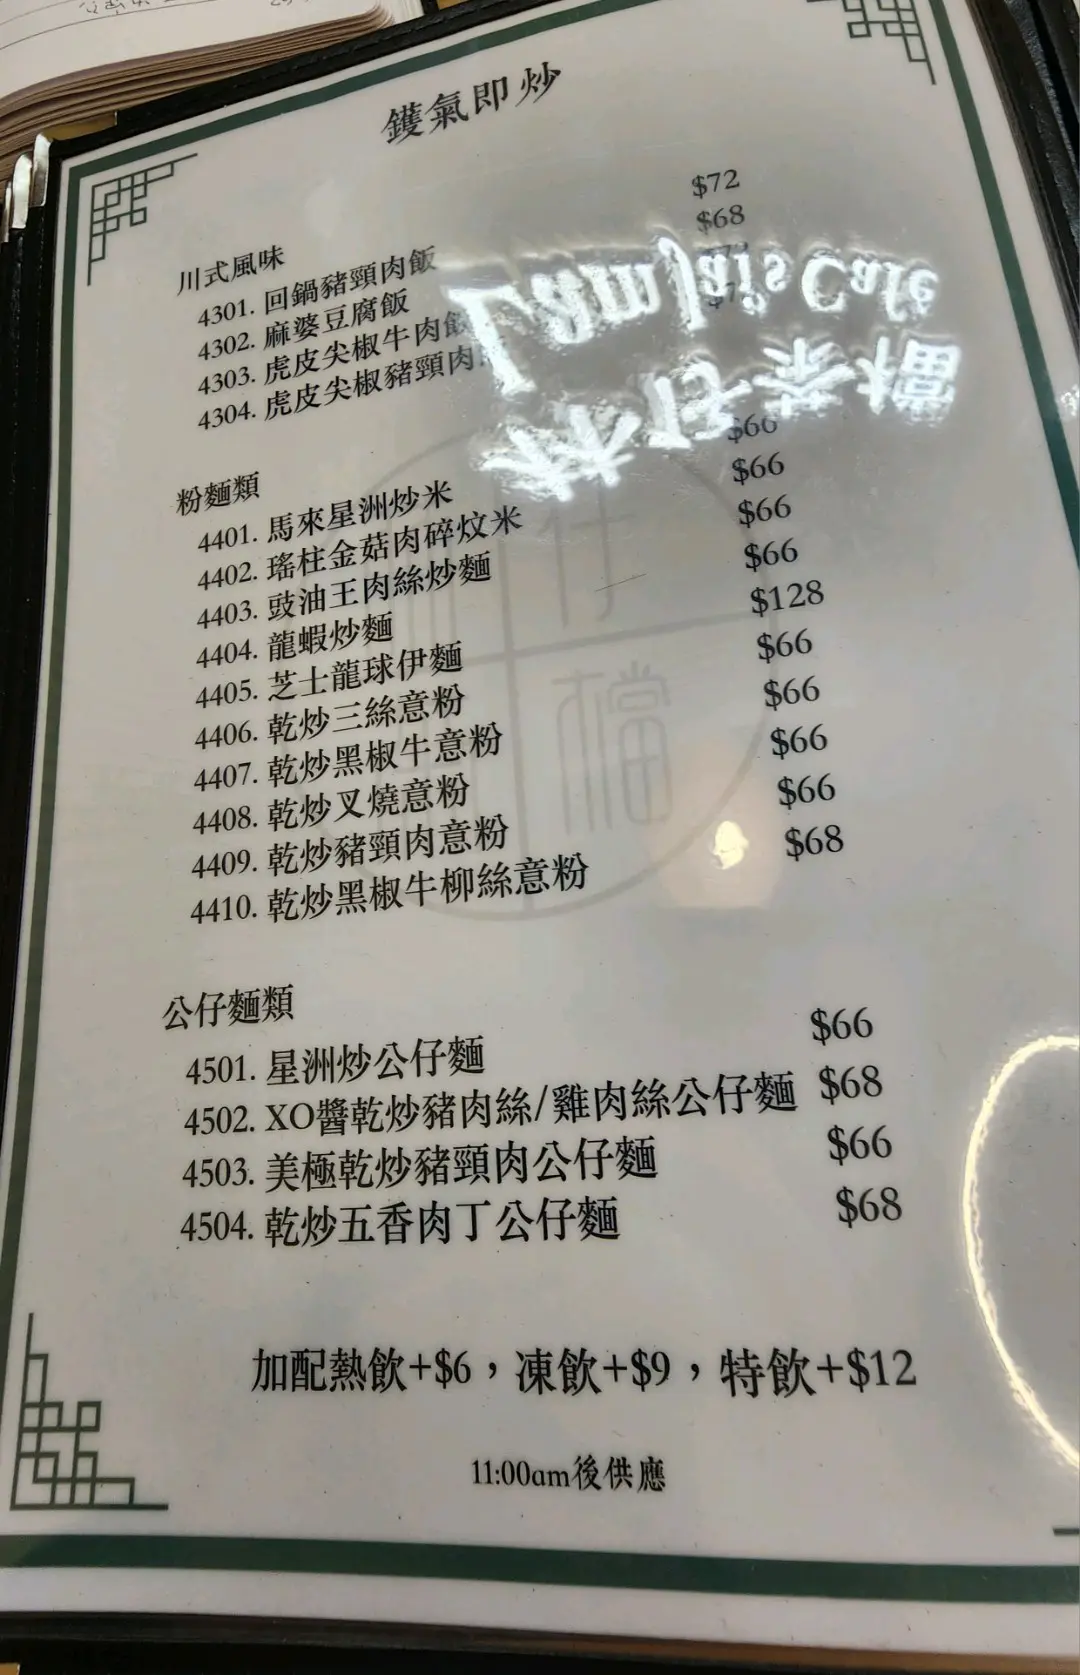 鑊氣即炒
川式風味
4301. 回鍋豬頸肉飯 $72
4302. 麻婆豆腐飯 $68
4303. 虎皮尖椒牛肉飯
4304. 虎皮尖椒豬頸肉
Lam Jai's Cafe
林仔茶檔
粉麵類
4401. 馬來星洲炒米 $66
4402. 瑤柱金菇肉碎炆米 $66
4403. 豉油王肉絲炒麵 $66
4404. 龍蝦炒麵 $66
4405. 芝士龍球伊麵 $128
4406. 乾炒三絲意粉 $66
4407. 乾炒黑椒牛意粉 $66
4408. 乾炒叉燒意粉 $66
4409. 乾炒豬頸肉意粉 $66
4410. 乾炒黑椒牛柳絲意粉 $68
仔
檔
公仔麵類
4501. 星洲炒公仔麵 $66
4502. XO醬乾炒豬肉絲/雞肉絲公仔麵 $68
4503. 美極乾炒豬頸肉公仔麵 $66
4504. 乾炒五香肉丁公仔麵 $68
加配熱飲+$6，凍飲+$9，特飲+$12
11:00am後供應